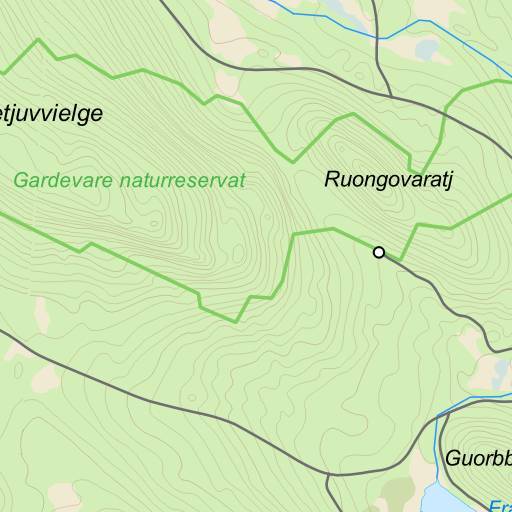 etjuvvielge
Gardevare naturreservat
Ruongovaratj
Guorbb
Fra